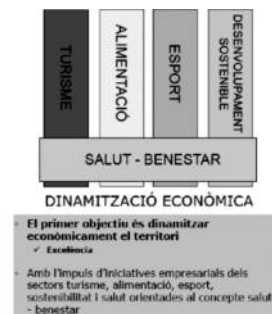 TURISME
ALIMENTACIÓ
ESPORT
DESENVOLUPAMENT
SOSTENIBLE
SALUT - BENESTAR
DINAMITZACIÓ ECONÒMICA
El primer objectiu és dinamitzar
econòmicament el territori
✓ Excel·lència
Amb l'impuls d'iniciatives empresarials dels
sectors turisme, alimentació, esport,
sostenibilitat i salut orientades al concepte salut
- benestar